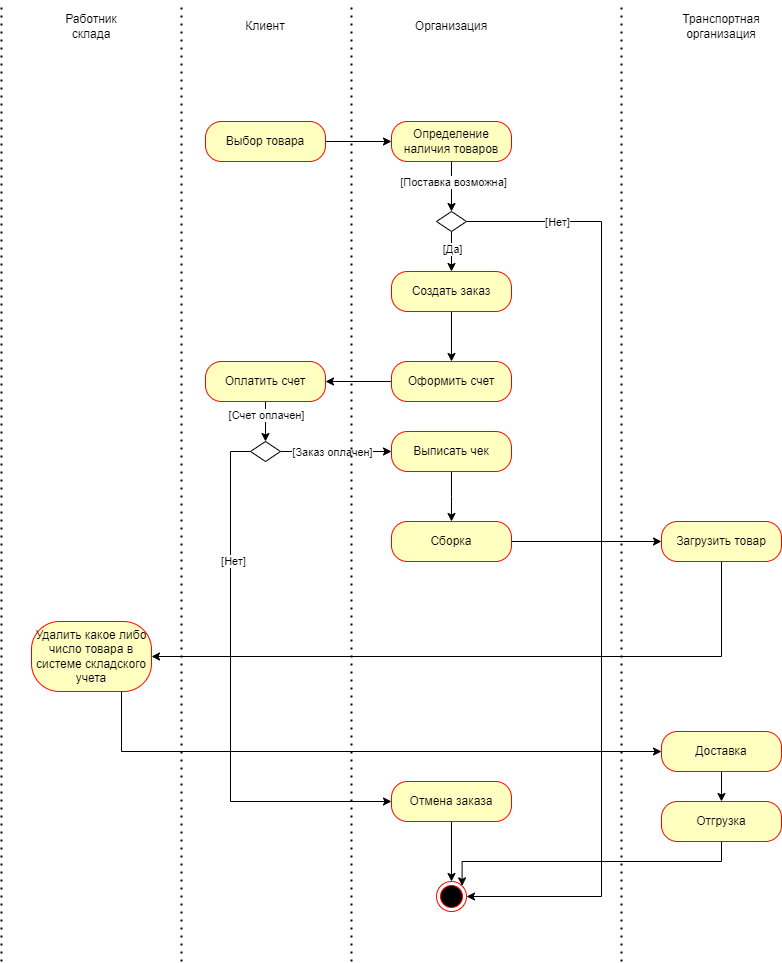 Работник
склада
Клиент
Организация
Транспортная
организация
Выбор товара
Определение
наличия товаров
[Поставка возможна]
[Нет]
[Да]
Создать заказ
Оплатить счет
Оформить счет
[Счет оплачен]
[Заказ оплачен]
Выписать чек
Сборка
Загрузить товар
[Нет]
Удалить какое либо
число товара в
системе складского
учета
Доставка
Отмена заказа
Отгрузка